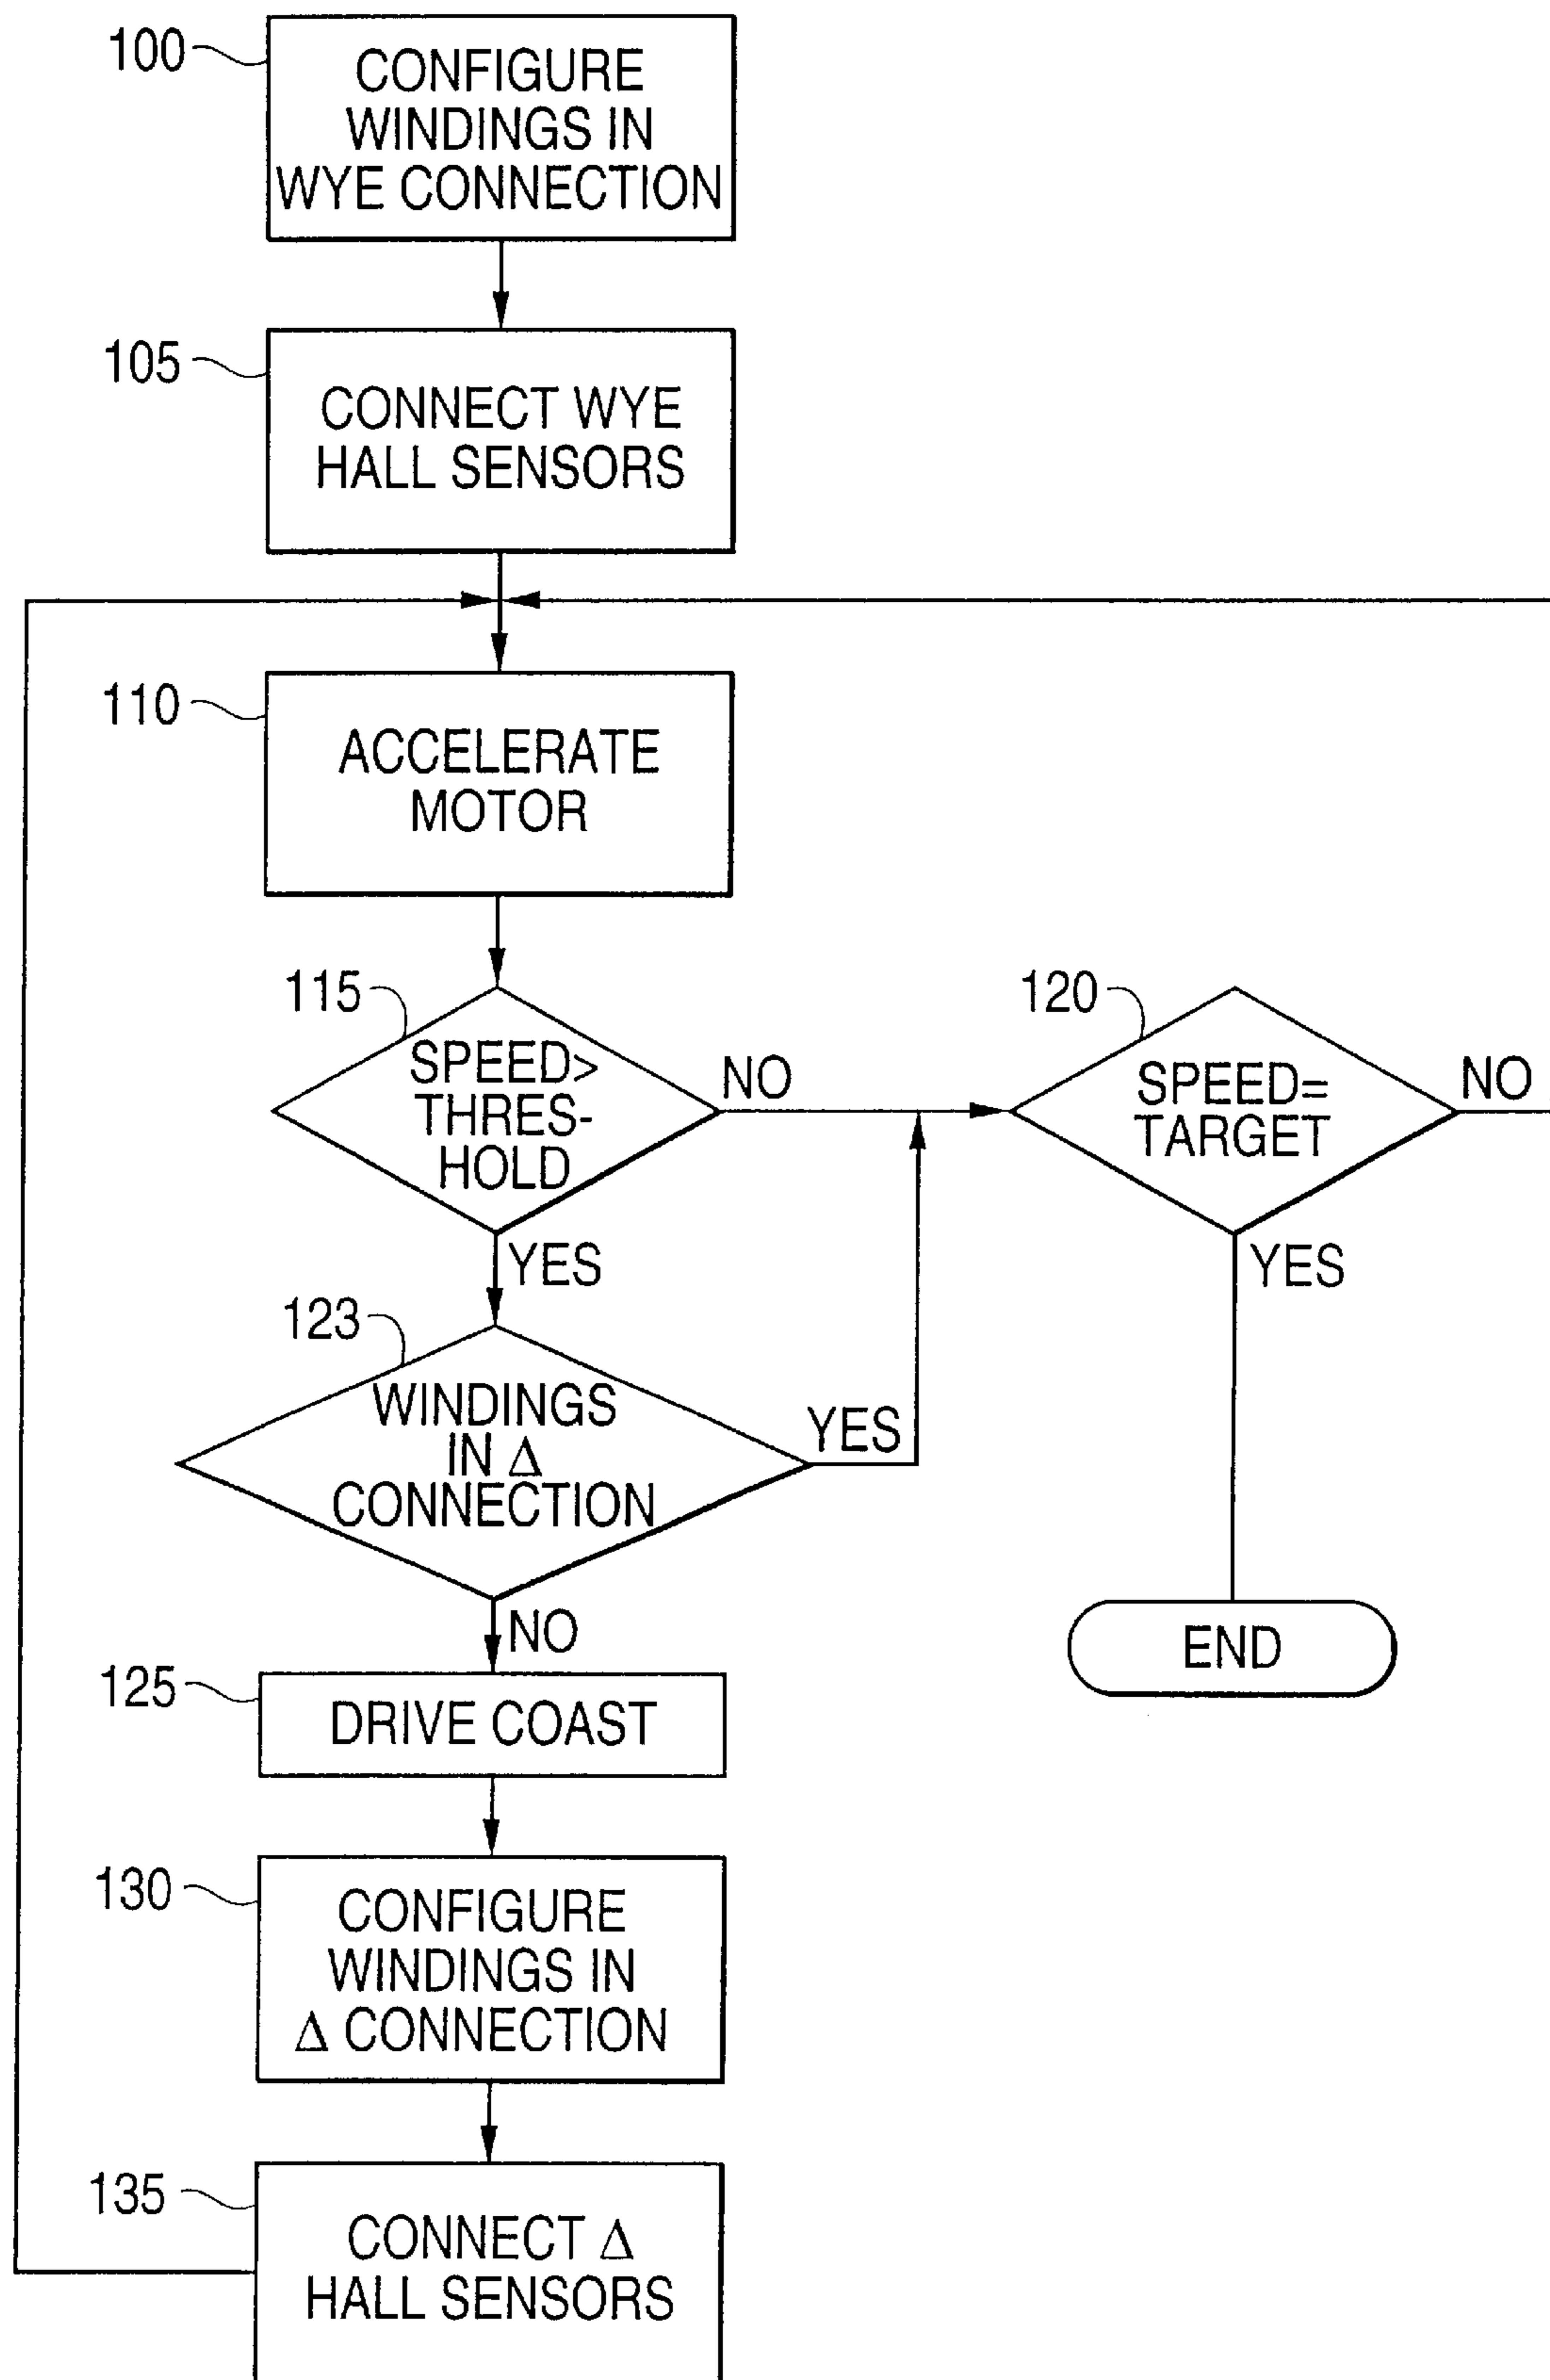 100
CONFIGURE
WINDINGS IN
WYE CONNECTION
105
CONNECT WYE
HALL SENSORS
110
ACCELERATE
MOTOR
115
SPEED>
THRES-
HOLD
NO
YES
120
SPEED=
TARGET
NO
YES
123
WINDINGS
IN Δ
CONNECTION
YES
NO
END
125
DRIVE COAST
130
CONFIGURE
WINDINGS IN
Δ CONNECTION
135
CONNECT Δ
HALL SENSORS